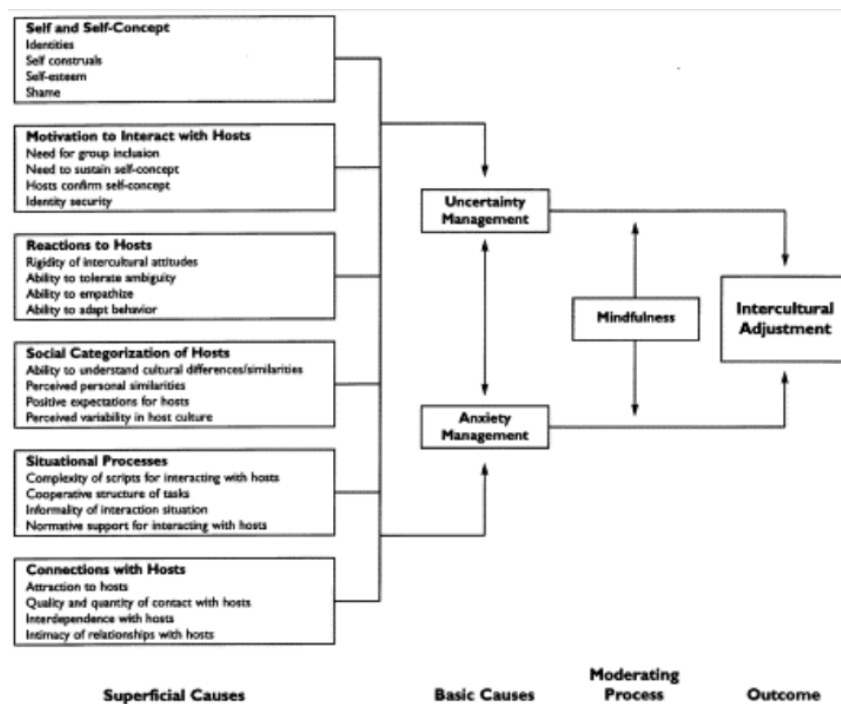 Self and Self-Concept
Identities
Self construals
Self-esteem
Shame
Motivation to Interact with Hosts
Need for group inclusion
Need to sustain self-concept
Hosts confirm self-concept
Identity security
Reactions to Hosts
Rigidity of intercultural attitudes
Ability to tolerate ambiguity
Ability to empathize
Ability to adapt behavior
Social Categorization of Hosts
Ability to understand cultural differences/similarities
Perceived personal similarities
Positive expectations for hosts
Perceived variability in host culture
Situational Processes
Complexity of scripts for interacting with hosts
Cooperative structure of tasks
Informality of interaction situation
Normative support for interacting with hosts
Connections with Hosts
Attraction to hosts
Quality and quantity of contact with hosts
Interdependence with hosts
Intimacy of relationships with hosts
Uncertainty
Management
Anxiety
Management
Mindfulness
Intercultural
Adjustment
Superficial Causes
Basic Causes
Moderating
Process
Outcome